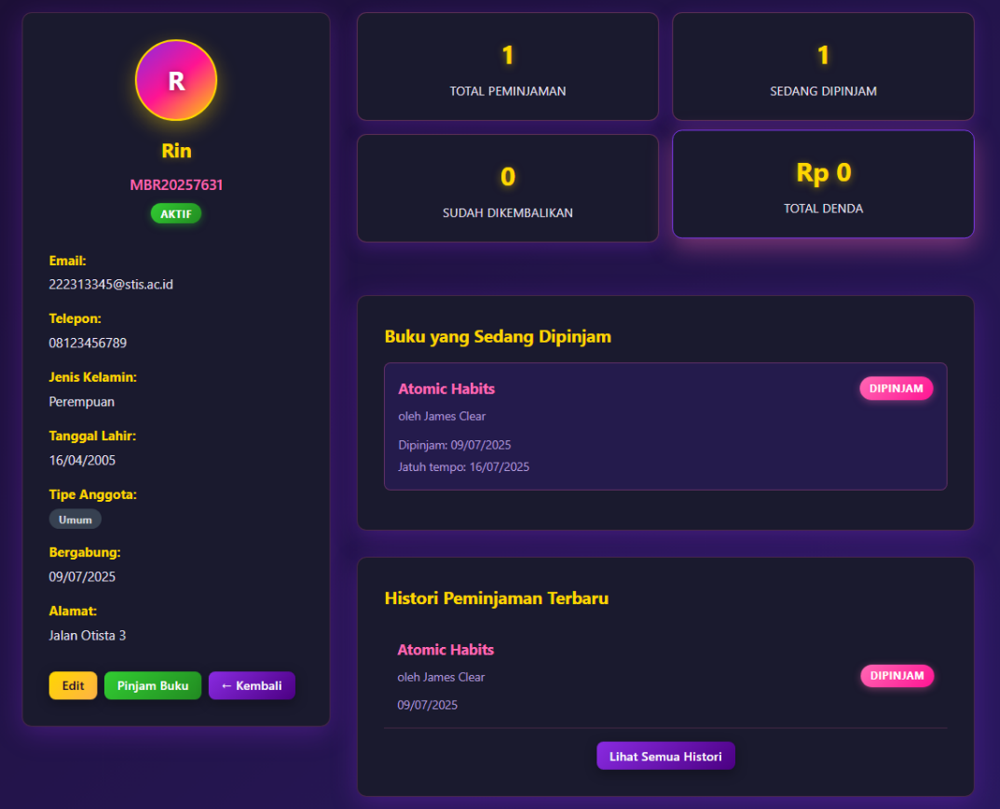 R
Rin
MBR20257631
AKTIF
Email:
222313345@stis.ac.id
Telepon:
08123456789
Jenis Kelamin:
Perempuan
Tanggal Lahir:
16/04/2005
Tipe Anggota:
Umum
Bergabung:
09/07/2025
Alamat:
Jalan Otista 3
Edit
Pinjam Buku
← Kembali
1
TOTAL PEMINJAMAN
1
SEDANG DIPINJAM
0
SUDAH DIKEMBALIKAN
Rp 0
TOTAL DENDA
Buku yang Sedang Dipinjam
Atomic Habits
DIPINJAM
oleh James Clear
Dipinjam: 09/07/2025
Jatuh tempo: 16/07/2025
Histori Peminjaman Terbaru
Atomic Habits
oleh James Clear
DIPINJAM
09/07/2025
Lihat Semua Histori